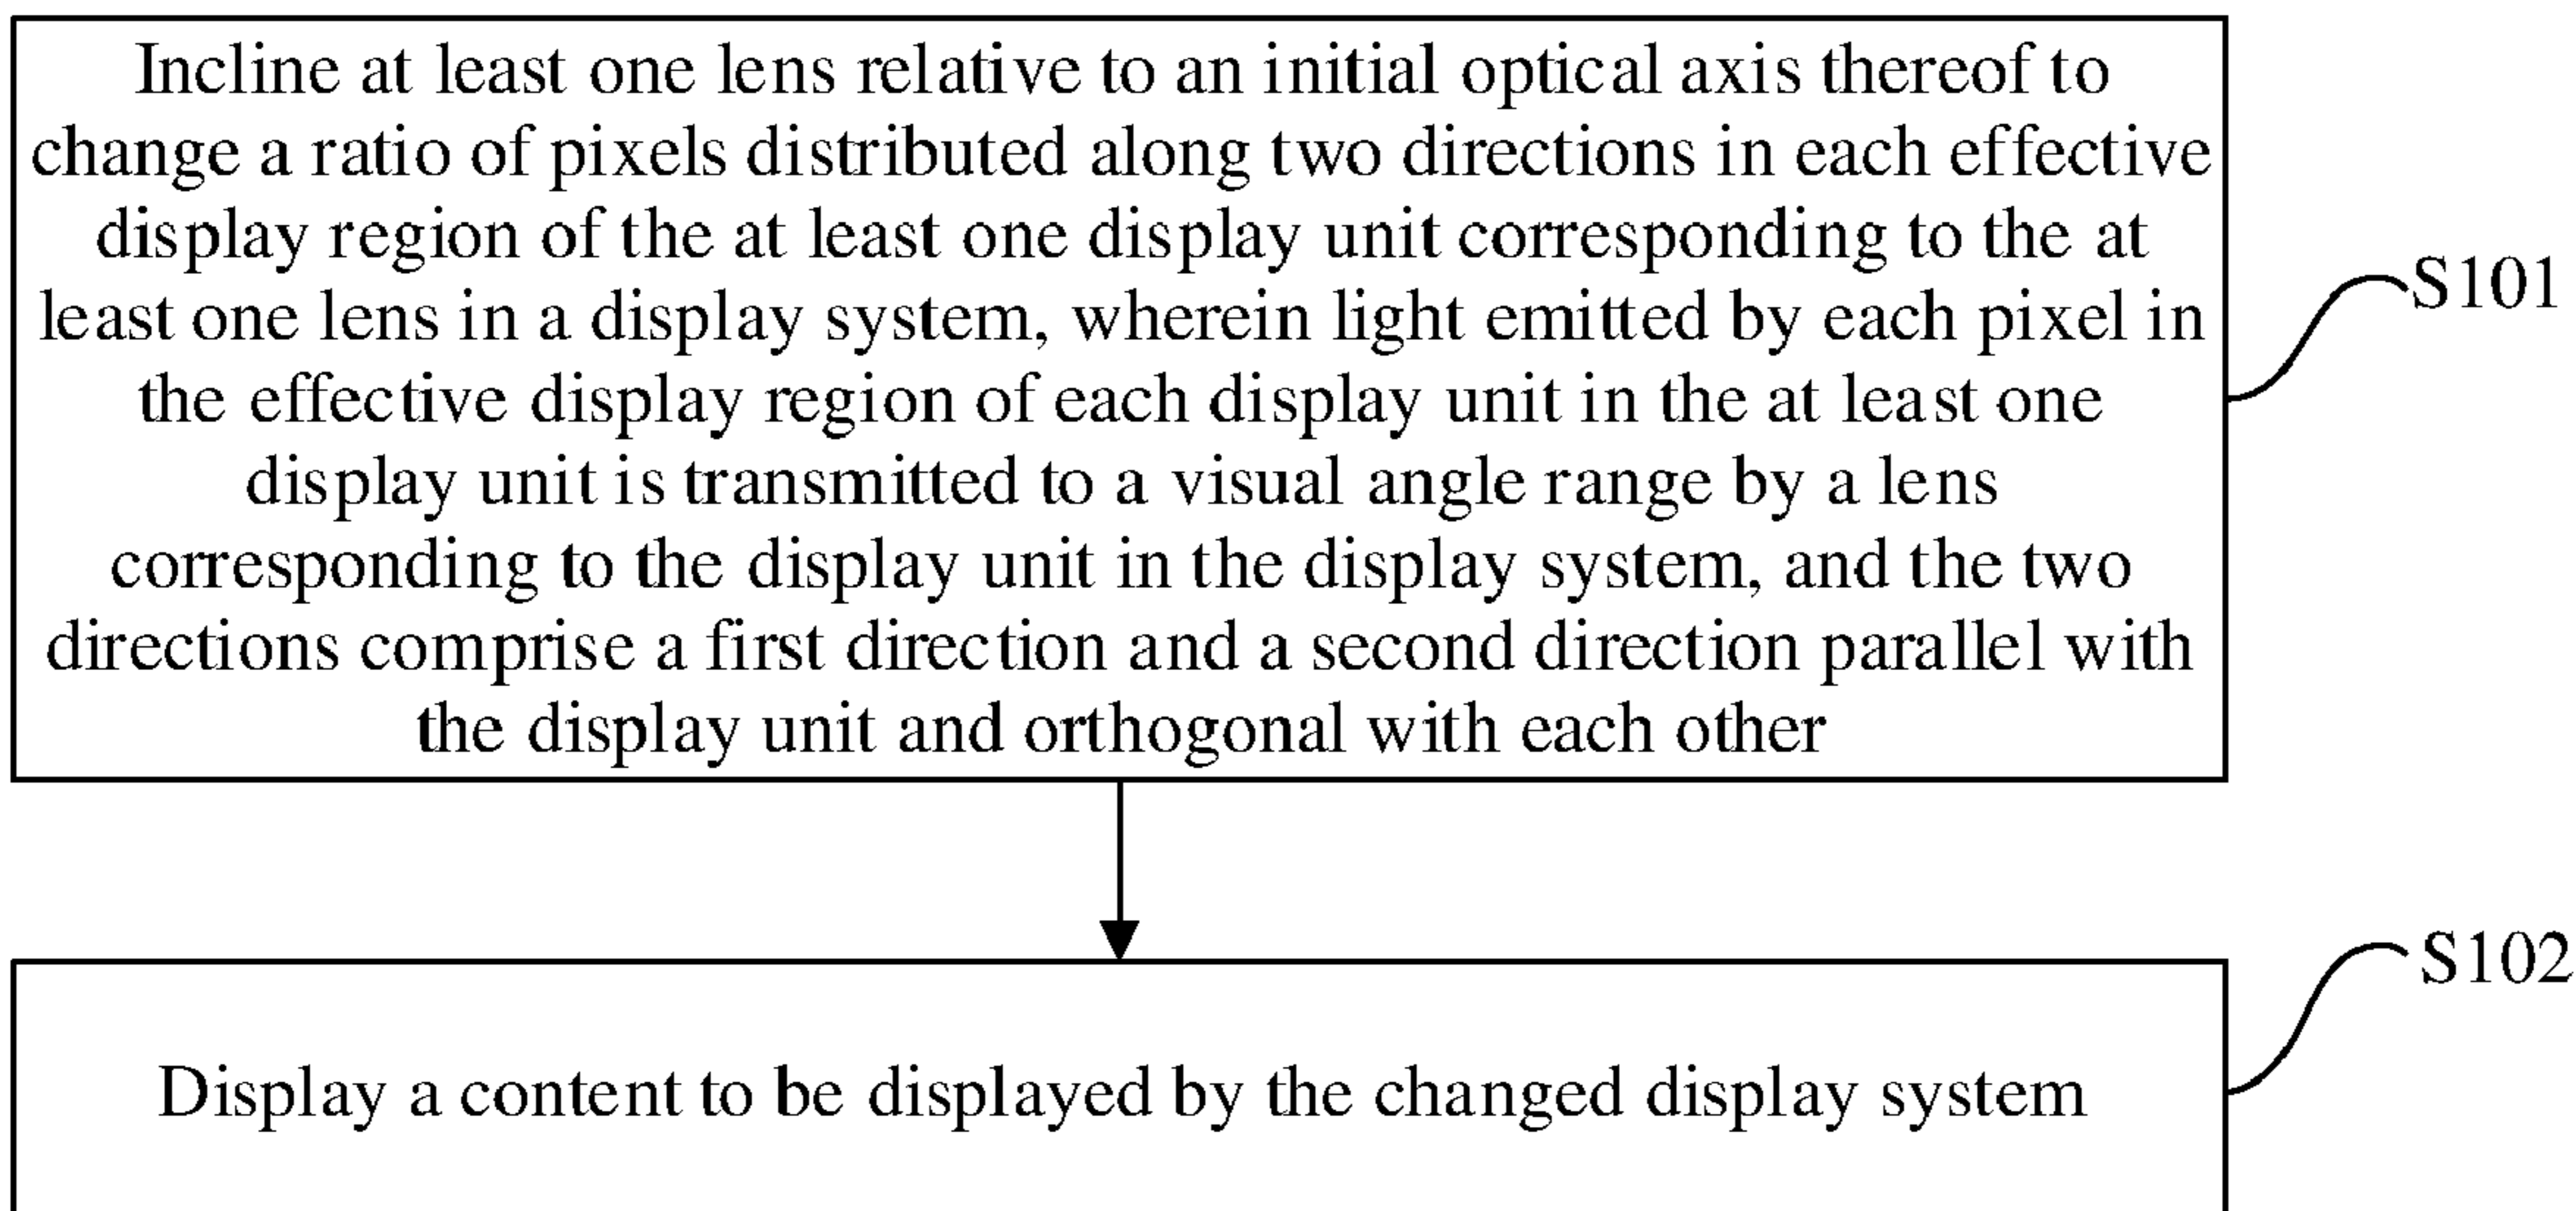 Incline at least one lens relative to an initial optical axis thereof to
change a ratio of pixels distributed along two directions in each effective
display region of the at least one display unit corresponding to the at
least one lens in a display system, wherein light emitted by each pixel in
the effective display region of each display unit in the at least one
display unit is transmitted to a visual angle range by a lens
corresponding to the display unit in the display system, and the two
directions comprise a first direction and a second direction parallel with
the display unit and orthogonal with each other
S101
S102
Display a content to be displayed by the changed display system